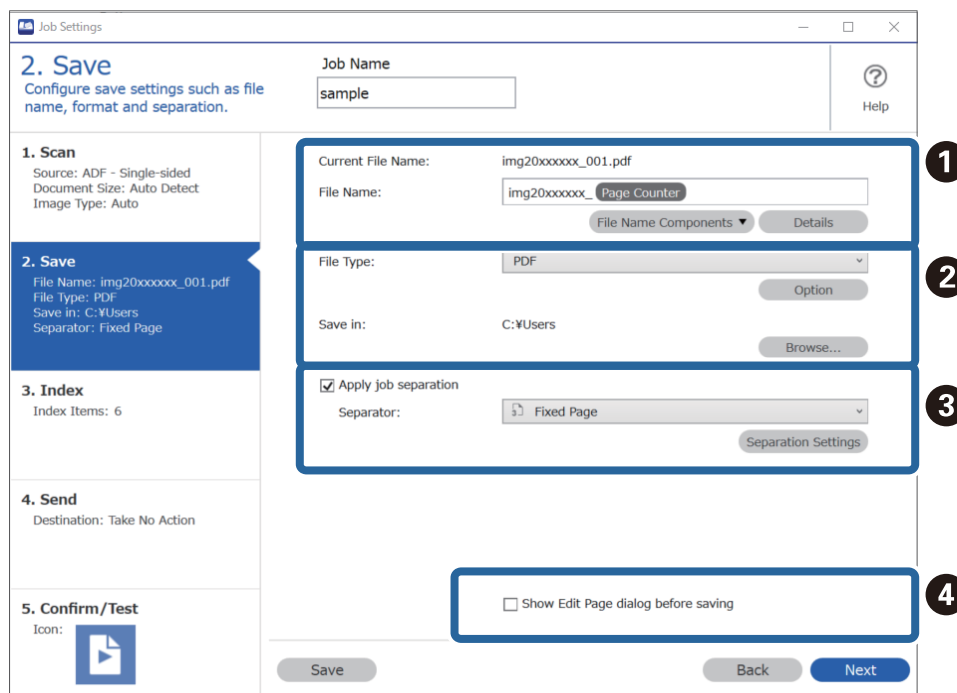 Job Settings
2. Save
Configure save settings such as file
name, format and separation.
Job Name
sample
Help
1. Scan
Source: ADF - Single-sided
Document Size: Auto Detect
Image Type: Auto
2. Save
File Name: img20xxxxxx_001.pdf
File Type: PDF
Save in: C:¥Users
Separator: Fixed Page
3. Index
Index Items: 6
4. Send
Destination: Take No Action
5. Confirm/Test
Icon:
Current File Name: img20xxxxxx_001.pdf
File Name: img20xxxxxx_ Page Counter
File Name Components ▼ Details
1
File Type: PDF
Option
Save in: C:¥Users
Browse...
2
Apply job separation
Separator: Fixed Page
Separation Settings
3
Show Edit Page dialog before saving
4
Save Back Next